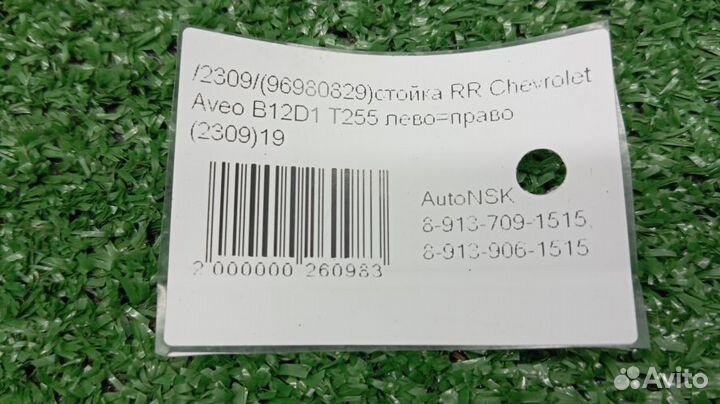 /2309/(96980829)стойка RR Chevrolet
Aveo B12D1 T255 лево=право
(2309)19
AutoNSK
8-913-709-1515,
8-913-906-1515
2 000000 260983
Avito